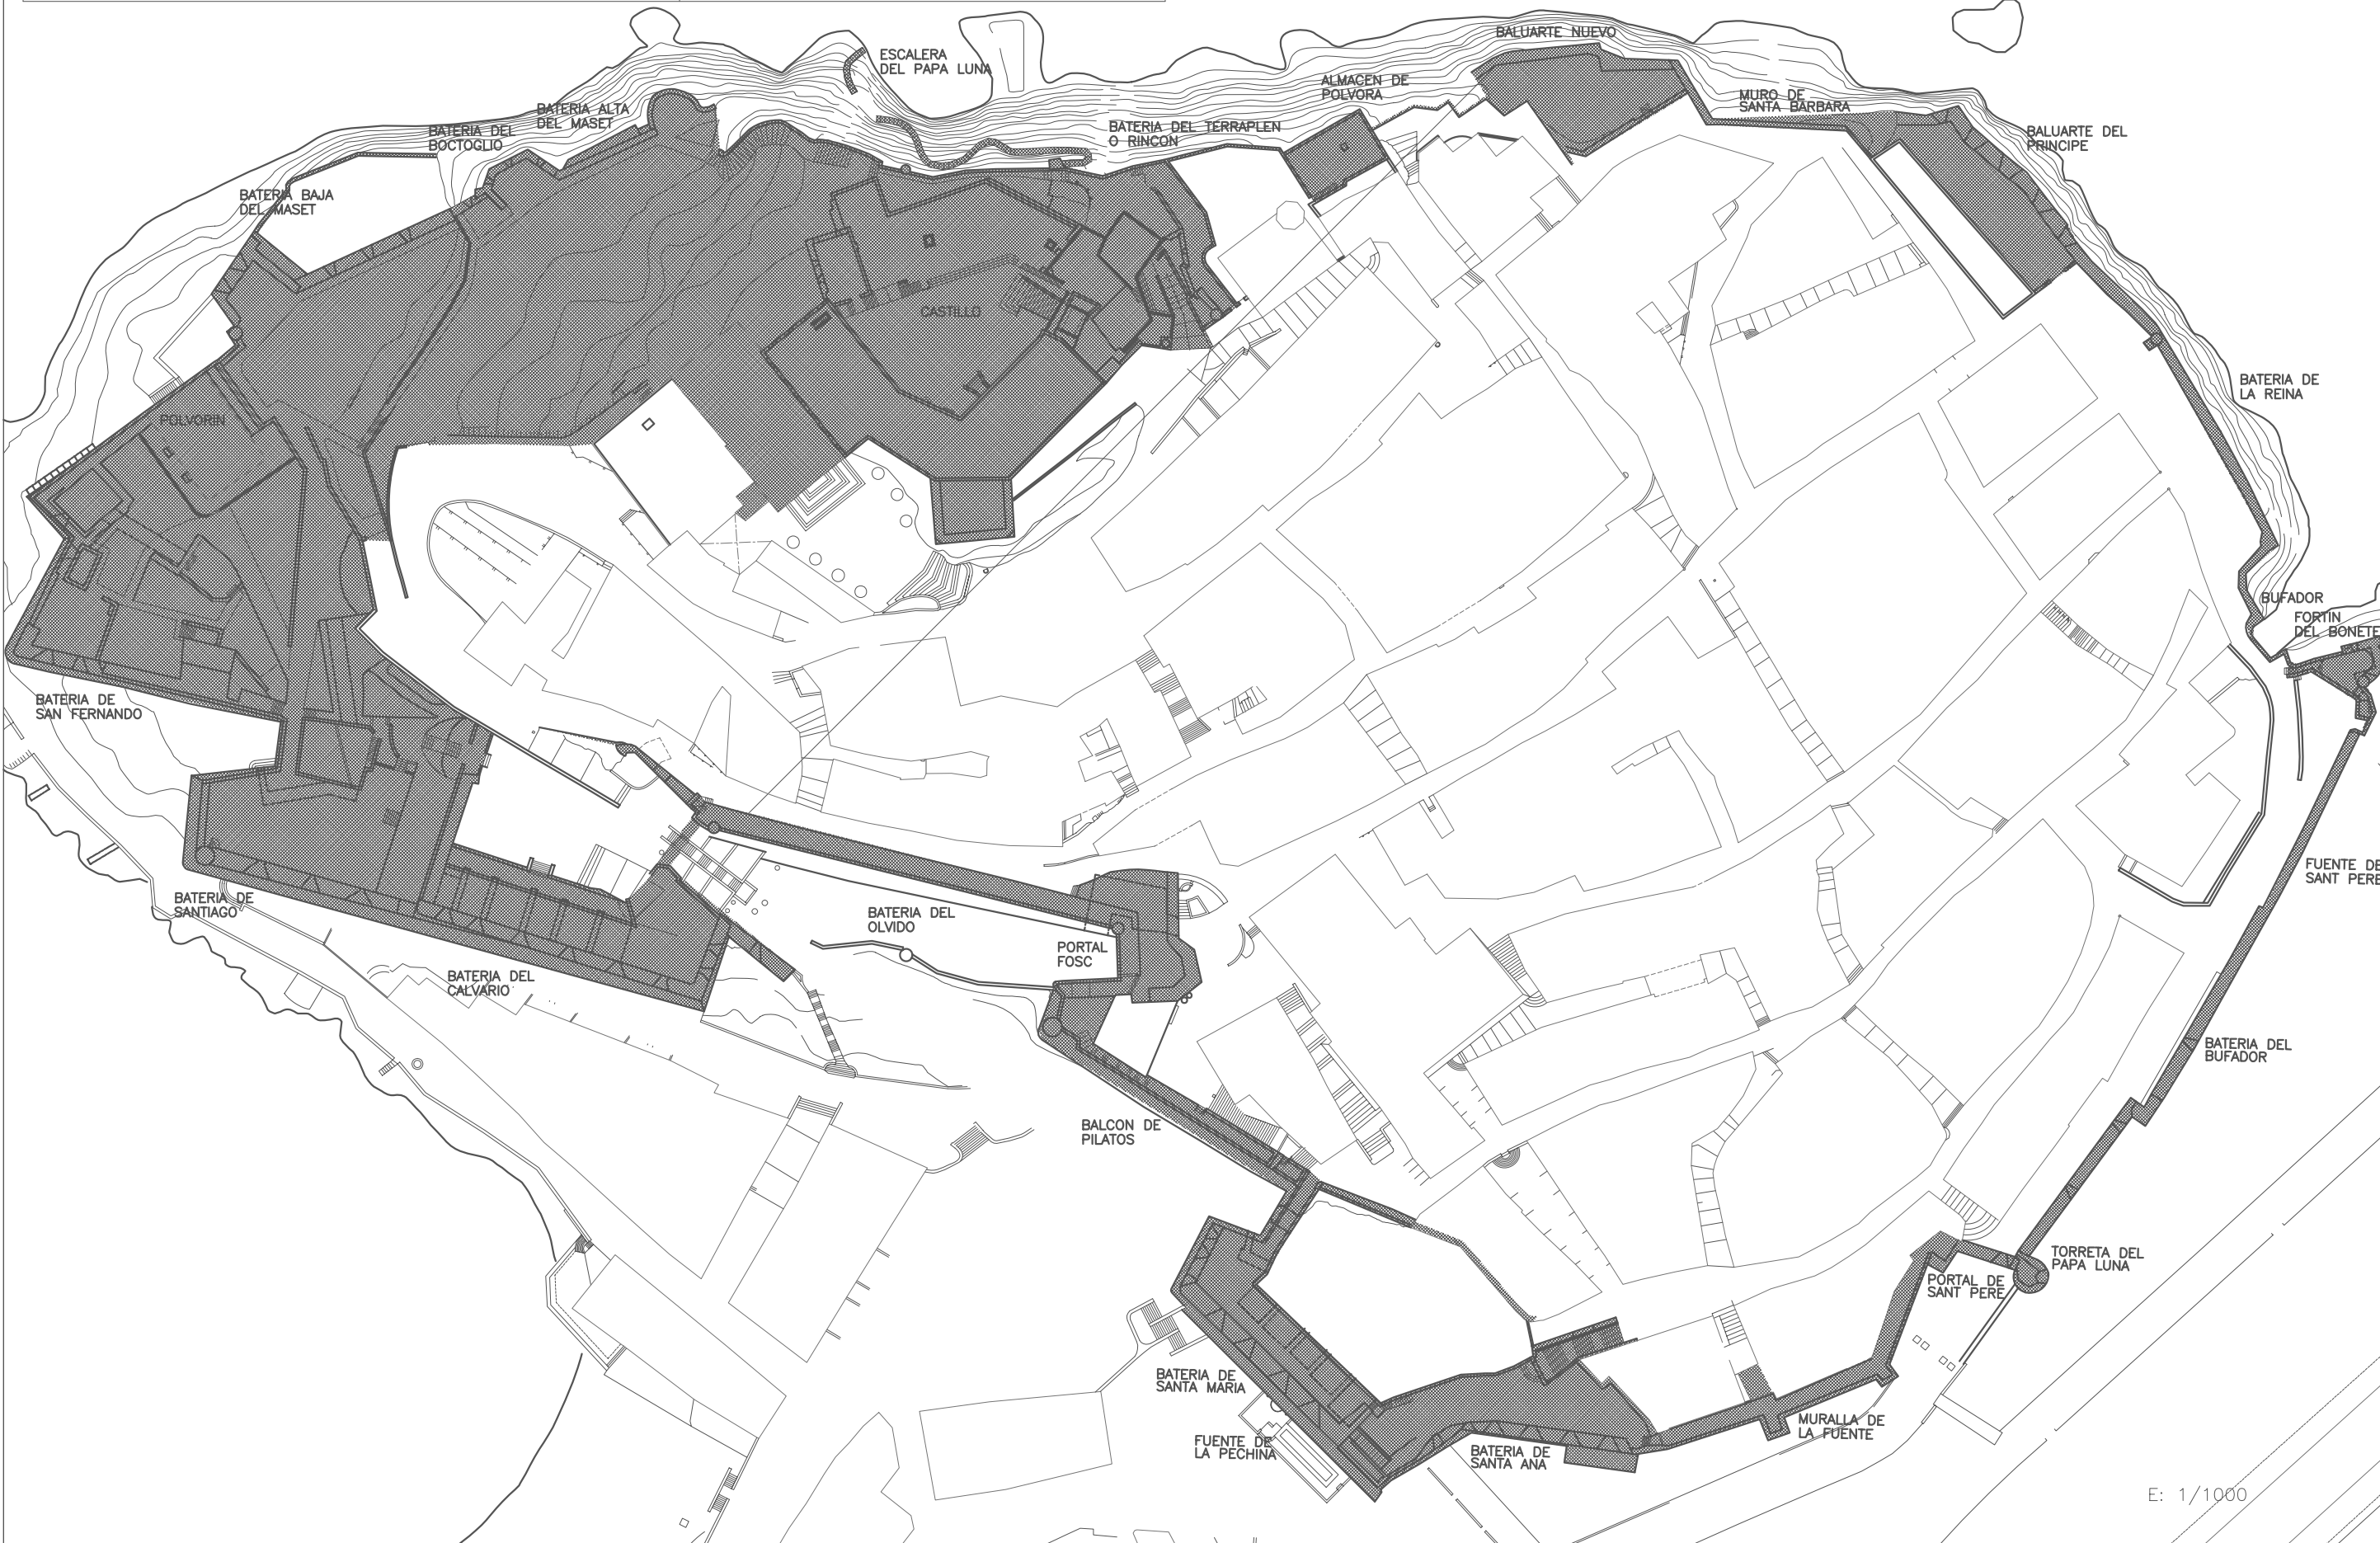 BALUARTE NUEVO
ESCALERA
DEL PAPA LUNA
ALMACEN DE
POLVORA
MURO DE
SANTA BARBARA
BATERIA ALTA
DEL MASET
BATERIA DEL
BOCTOGLIO
BATERIA DEL TERRAPLEN
O RINCON
BALUARTE DEL
PRINCIPE
BATERIA BAJA
DEL MASET
CASTILLO
BATERIA DE
LA REINA
POLVORIN
BUFADOR
FORTIN
DEL BONETE
BATERIA DE
SAN FERNANDO
FUENTE DE
SANT PERE
BATERIA DE
SANTIAGO
BATERIA DEL
OLVIDO
PORTAL
FOSC
BATERIA DEL
CALVARIO
BATERIA DEL
BUFADOR
BALCON DE
PILATOS
TORRETA DEL
PAPA LUNA
PORTAL DE
SANT PERE
BATERIA DE
SANTA MARIA
MURALLA DE
LA FUENTE
FUENTE DE
LA PECHINA
BATERIA DE
SANTA ANA
E: 1/1000